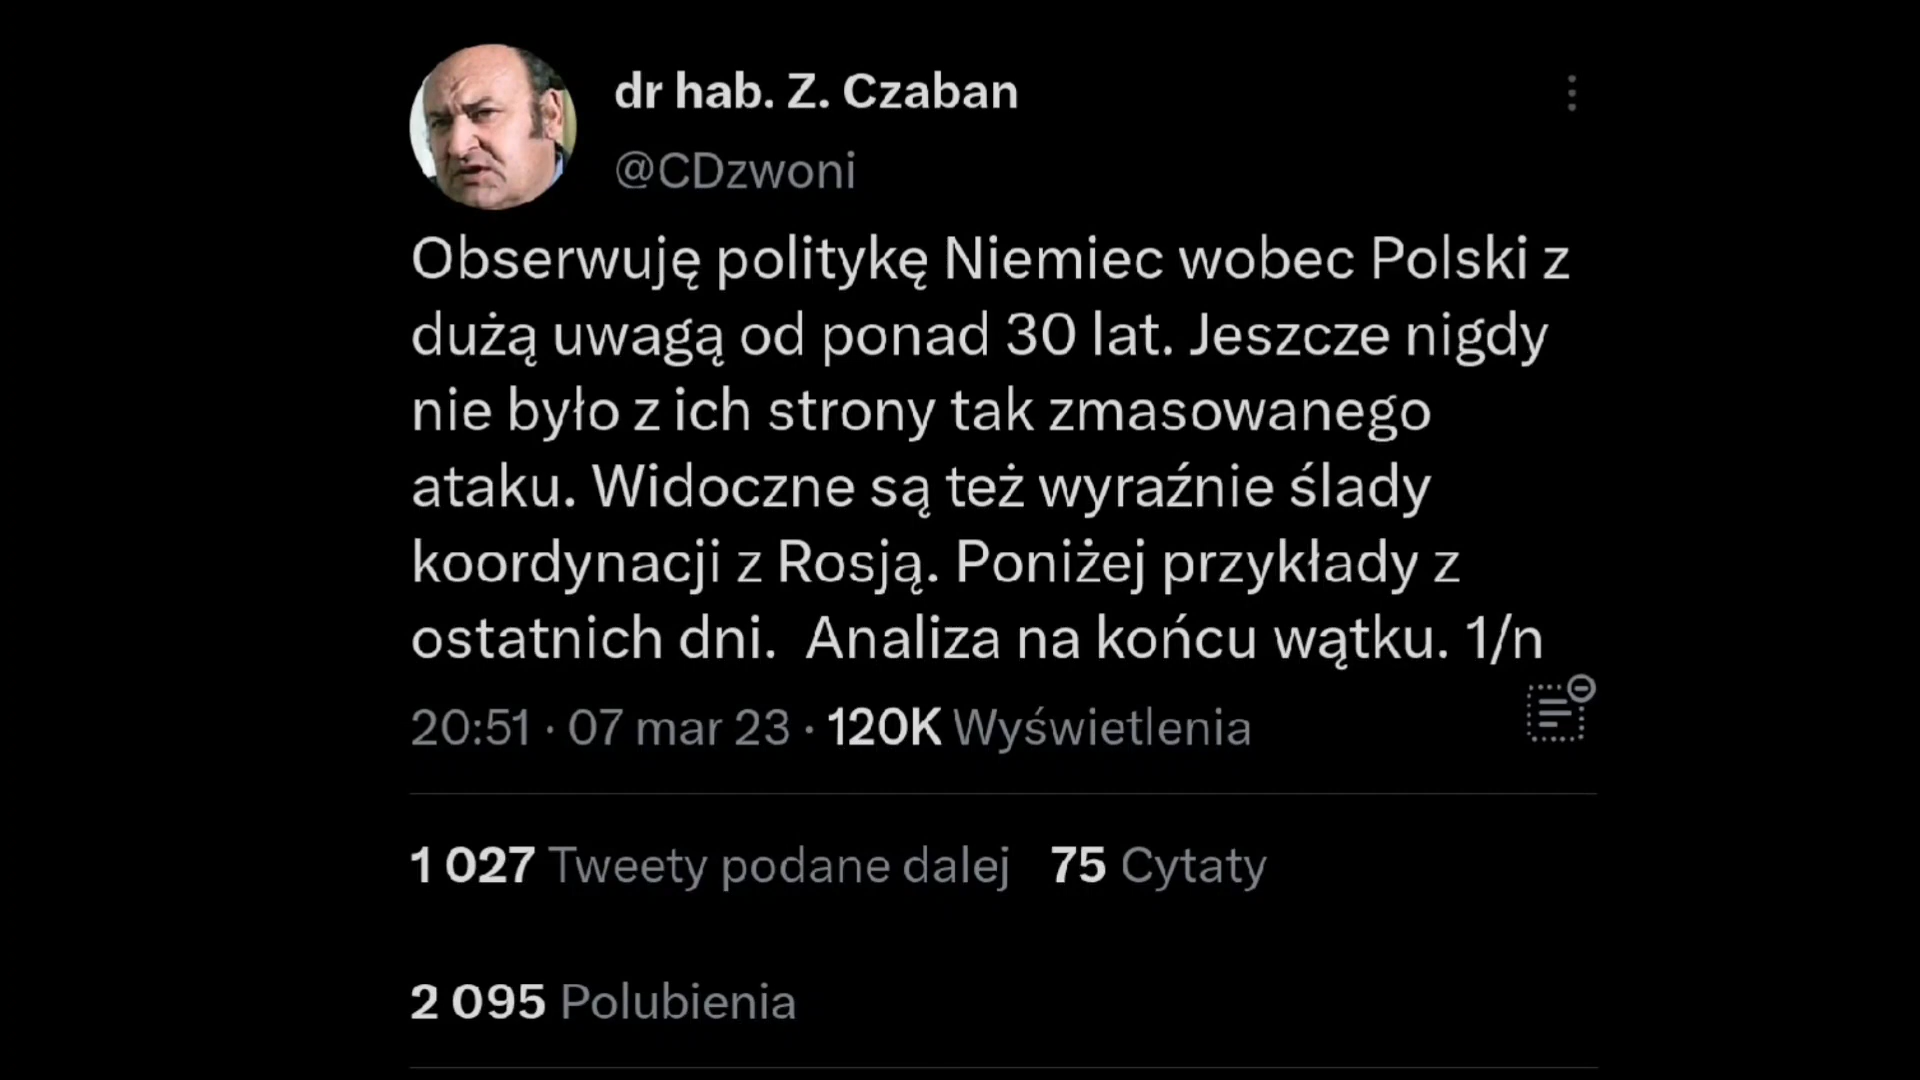 dr hab. Z. Czaban
@CDzwoni
Obserwuję politykę Niemiec wobec Polski z
dużą uwagą od ponad 30 lat. Jeszcze nigdy
nie było z ich strony tak zmasowanego
ataku. Widoczne są też wyraźnie ślady
koordynacji z Rosją. Poniżej przykłady z
ostatnich dni.  Analiza na końcu wątku. 1/n
20:51 · 07 mar 23 · 120K Wyświetlenia
1 027 Tweety podane dalej 75 Cytaty
2 095 Polubienia